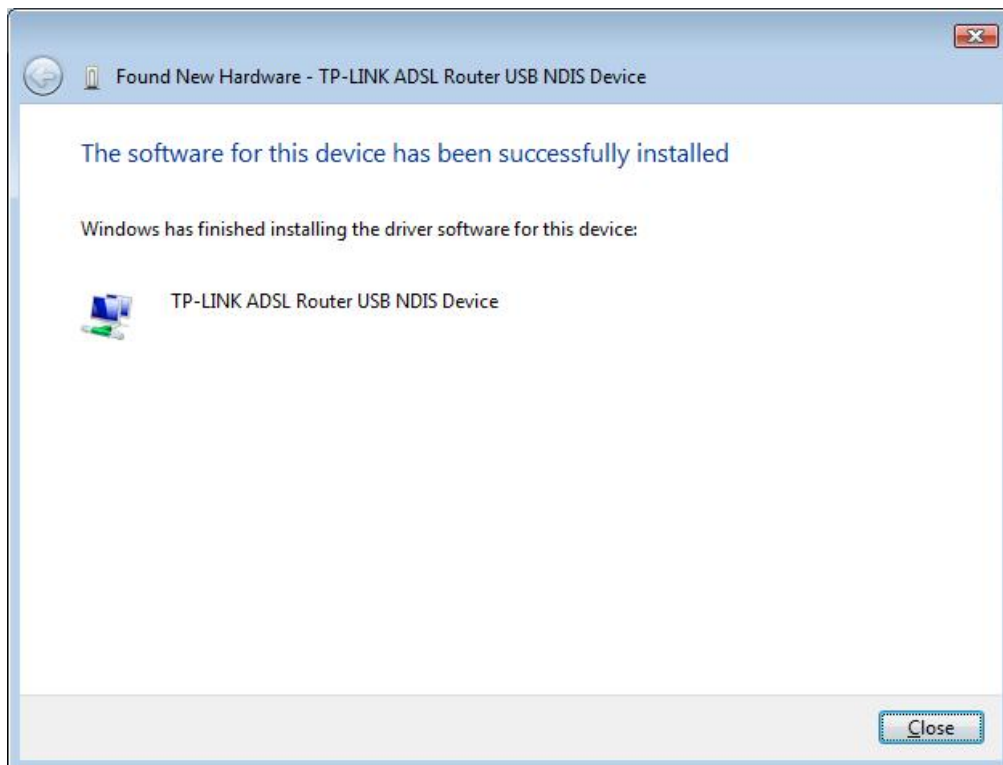 Found New Hardware - TP-LINK ADSL Router USB NDIS Device
The software for this device has been successfully installed
Windows has finished installing the driver software for this device:
TP-LINK ADSL Router USB NDIS Device
Close